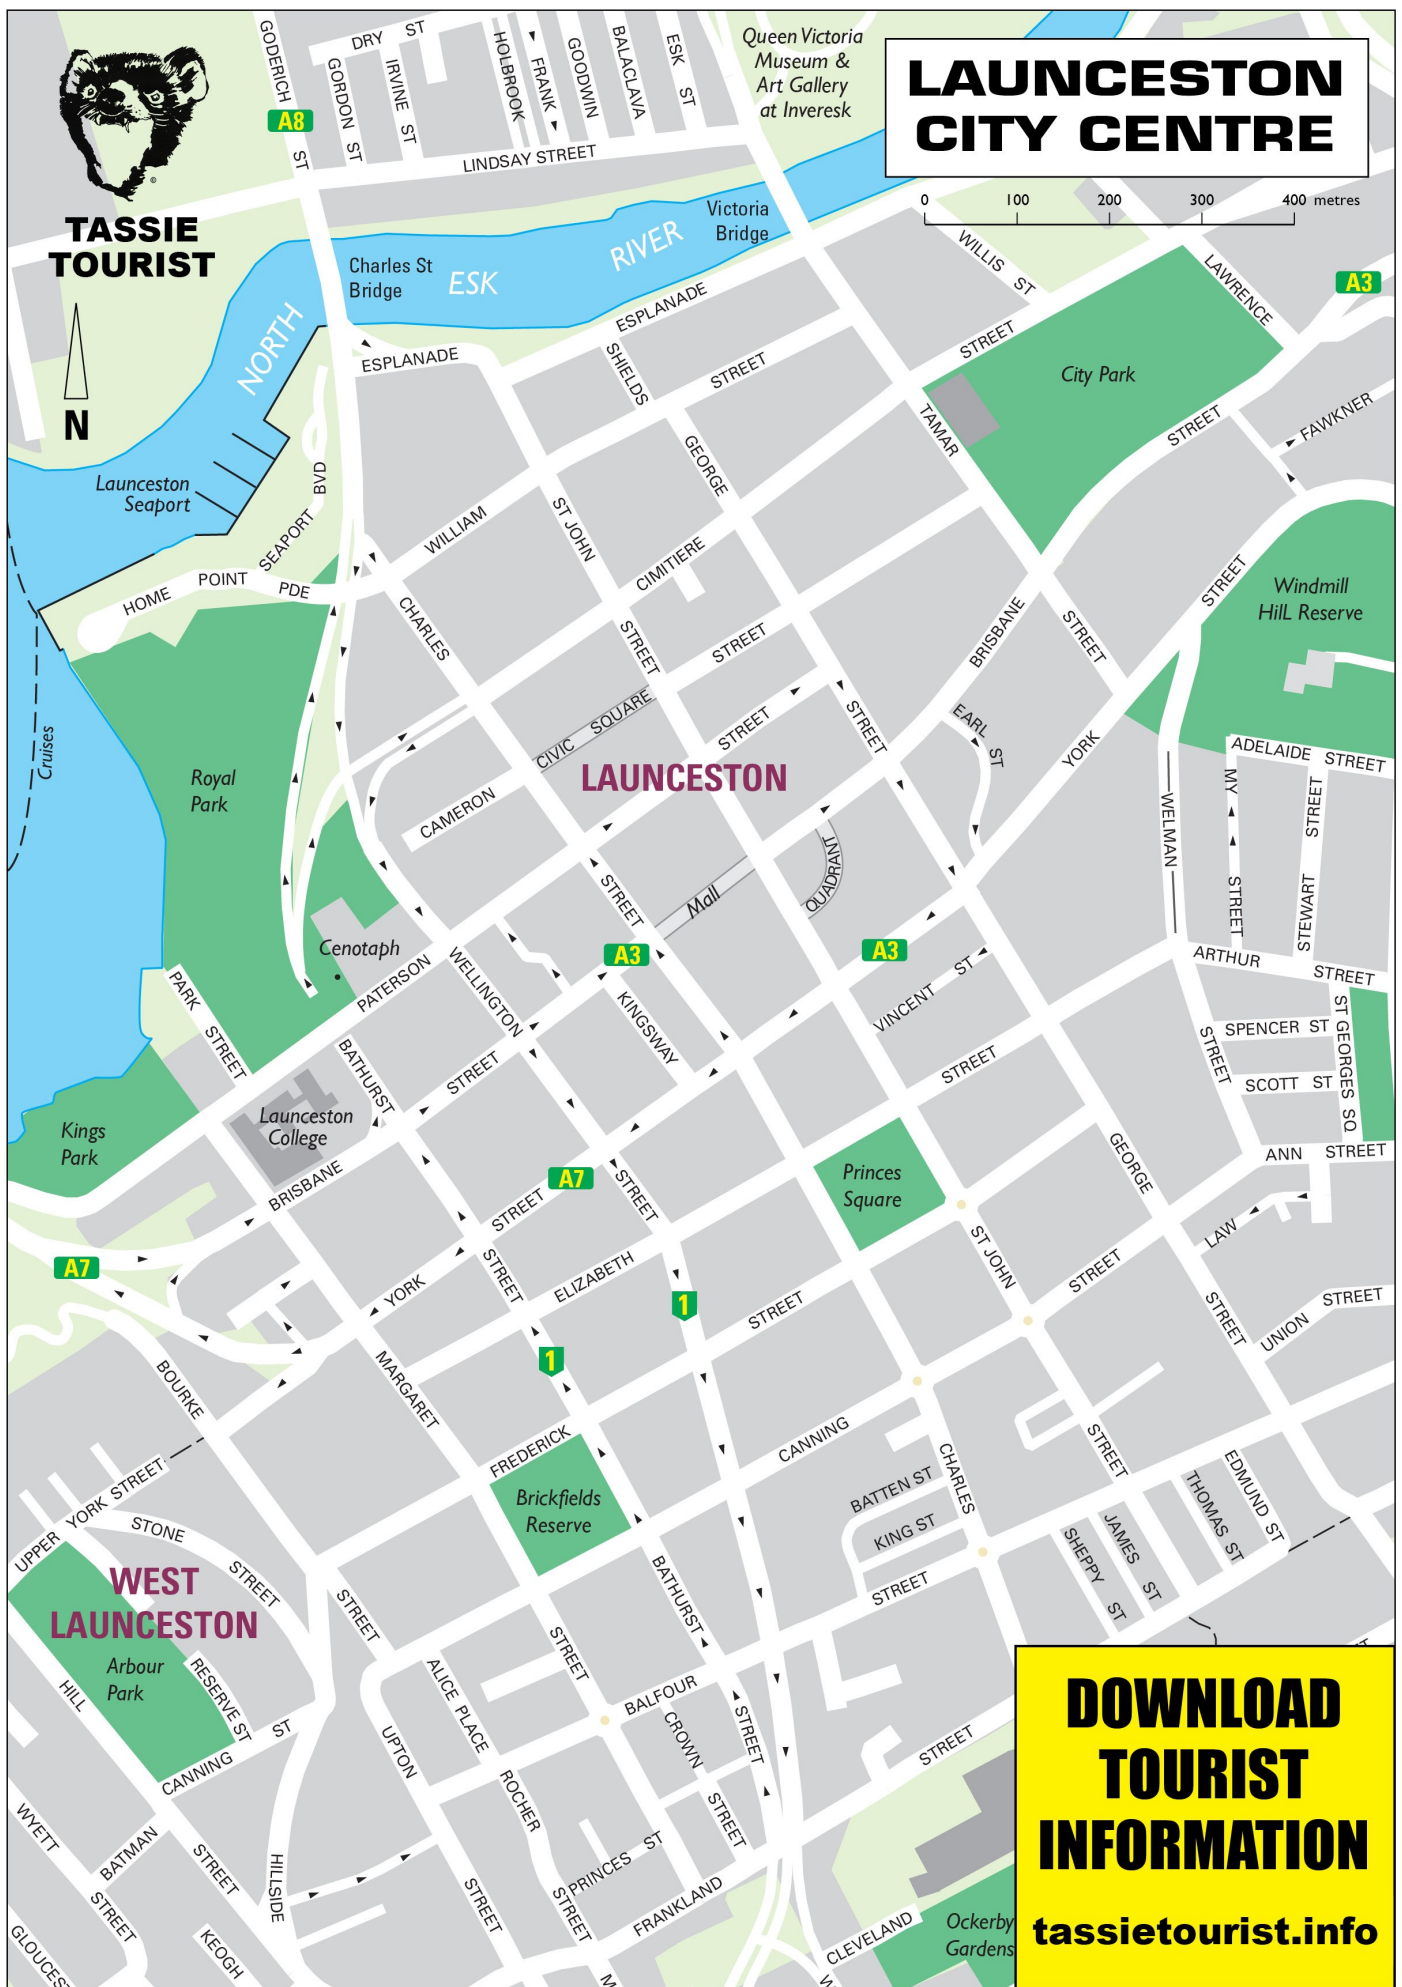 LAUNCESTON
CITY CENTRE
0 100 200 300 400 metres
TASSIE
TOURIST
©
N
GODERICH
ST
A8
DRY ST
GORDON ST
IRVINE ST
HOLBROOK
FRANK
GOODWIN
BALACLAVA
ESK ST
LINDSAY STREET
Queen Victoria
Museum &
Art Gallery
at Inveresk
Victoria
Bridge
Charles St
Bridge
NORTH
ESK
RIVER
ESPLANADE
ESPLANADE
WILLIS ST
LAWRENCE
A3
STREET
City Park
SHIELDS
STREET
TAMAR
STREET
FAWKNER
Launceston
Seaport
SEAPORT BVD
HOME POINT PDE
WILLIAM
ST JOHN
GEORGE
CIMITIERE
CHARLES
STREET
STREET
BRISBANE
STREET
STREET
Windmill
HilL Reserve
Cruises
Royal
Park
CIVIC SQUARE
CAMERON
STREET
STREET
EARL ST
YORK
LAUNCESTON
ADELAIDE STREET
WELMAN
MY STREET
STEWART STREET
QUADRANT
Mall
STREET
A3
A3
Cenotaph
PATERSON
WELLINGTON
KINGSWAY
VINCENT ST
ARTHUR STREET
PARK STREET
BATHURST
STREET
STREET
SPENCER ST
SCOTT ST
ST GEORGES SQ
STREET
ANN STREET
Kings
Park
Launceston
College
BRISBANE
A7
STREET
STREET
Princes
Square
GEORGE
LAW
A7
YORK
STREET
ELIZABETH
STREET
ST JOHN
STREET
STREET
UNION STREET
1
1
BOURKE
MARGARET
FREDERICK
CANNING
CHARLES
STREET
EDMUND ST
THOMAS ST
BATTEN ST
KING ST
JAMES ST
SHEPPY ST
UPPER YORK STREET
STONE STREET
Brickfields
Reserve
WEST
LAUNCESTON
STREET
STREET
BATHURST
STREET
Arbour
Park
RESERVE ST
HILL
CANNING ST
ALICE PLACE
UPTON
BALFOUR
CROWN
STREET
STREET
STREET
WYETT
BATMAN
STREET
STREET
ROCHER
PRINCES ST
HILLSIDE
STREET
STREET
FRANKLAND
KEOGH
CLEVELAND
Ockerby
Gardens
DOWNLOAD
TOURIST
INFORMATION
tassietourist.info